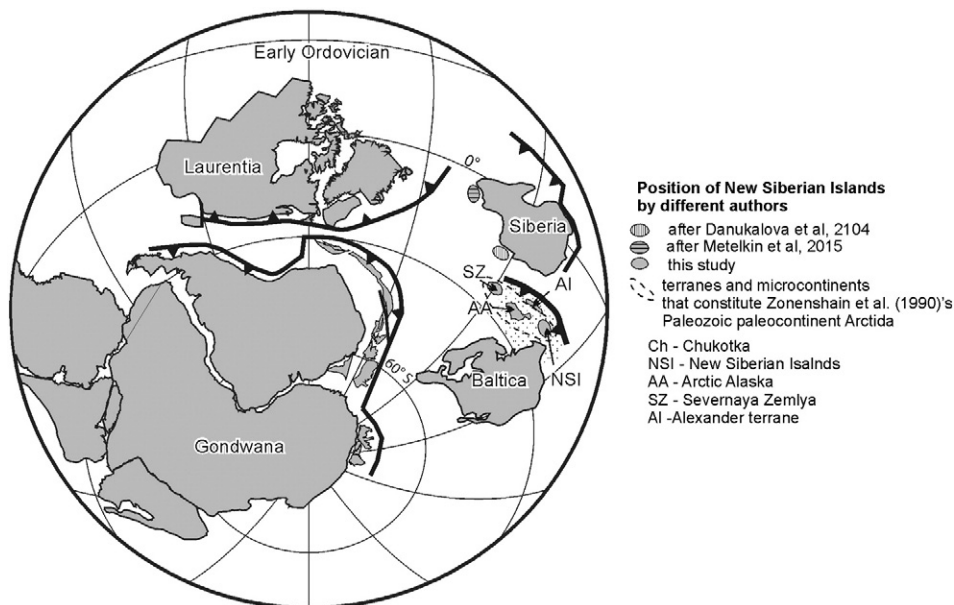 Early Ordovician
Laurentia
0°
Siberia
SZ
AI
AA
60°S
Baltica
NSI
Gondwana
Position of New Siberian Islands
by different authors
after Danukalova et al, 2104
after Metelkin et al, 2015
this study
terranes and microcontinents
that constitute Zonenshain et al. (1990)'s
Paleozoic paleocontinent Arctida
Ch - Chukotka
NSI - New Siberian Isalnds
AA - Arctic Alaska
SZ - Severnaya Zemlya
AI -Alexander terrane